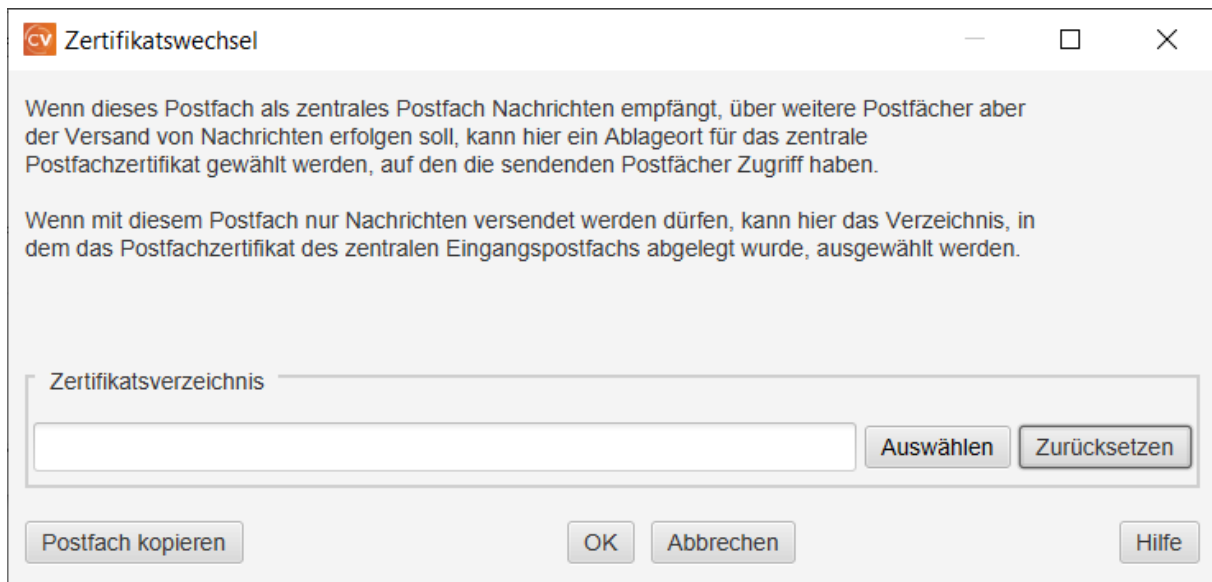 CV Zertifikatswechsel
Wenn dieses Postfach als zentrales Postfach Nachrichten empfängt, über weitere Postfächer aber
der Versand von Nachrichten erfolgen soll, kann hier ein Ablageort für das zentrale
Postfachzertifikat gewählt werden, auf den die sendenden Postfächer Zugriff haben.
Wenn mit diesem Postfach nur Nachrichten versendet werden dürfen, kann hier das Verzeichnis, in
dem das Postfachzertifikat des zentralen Eingangspostfachs abgelegt wurde, ausgewählt werden.
Zertifikatsverzeichnis
Auswählen Zurücksetzen
Postfach kopieren OK Abbrechen Hilfe